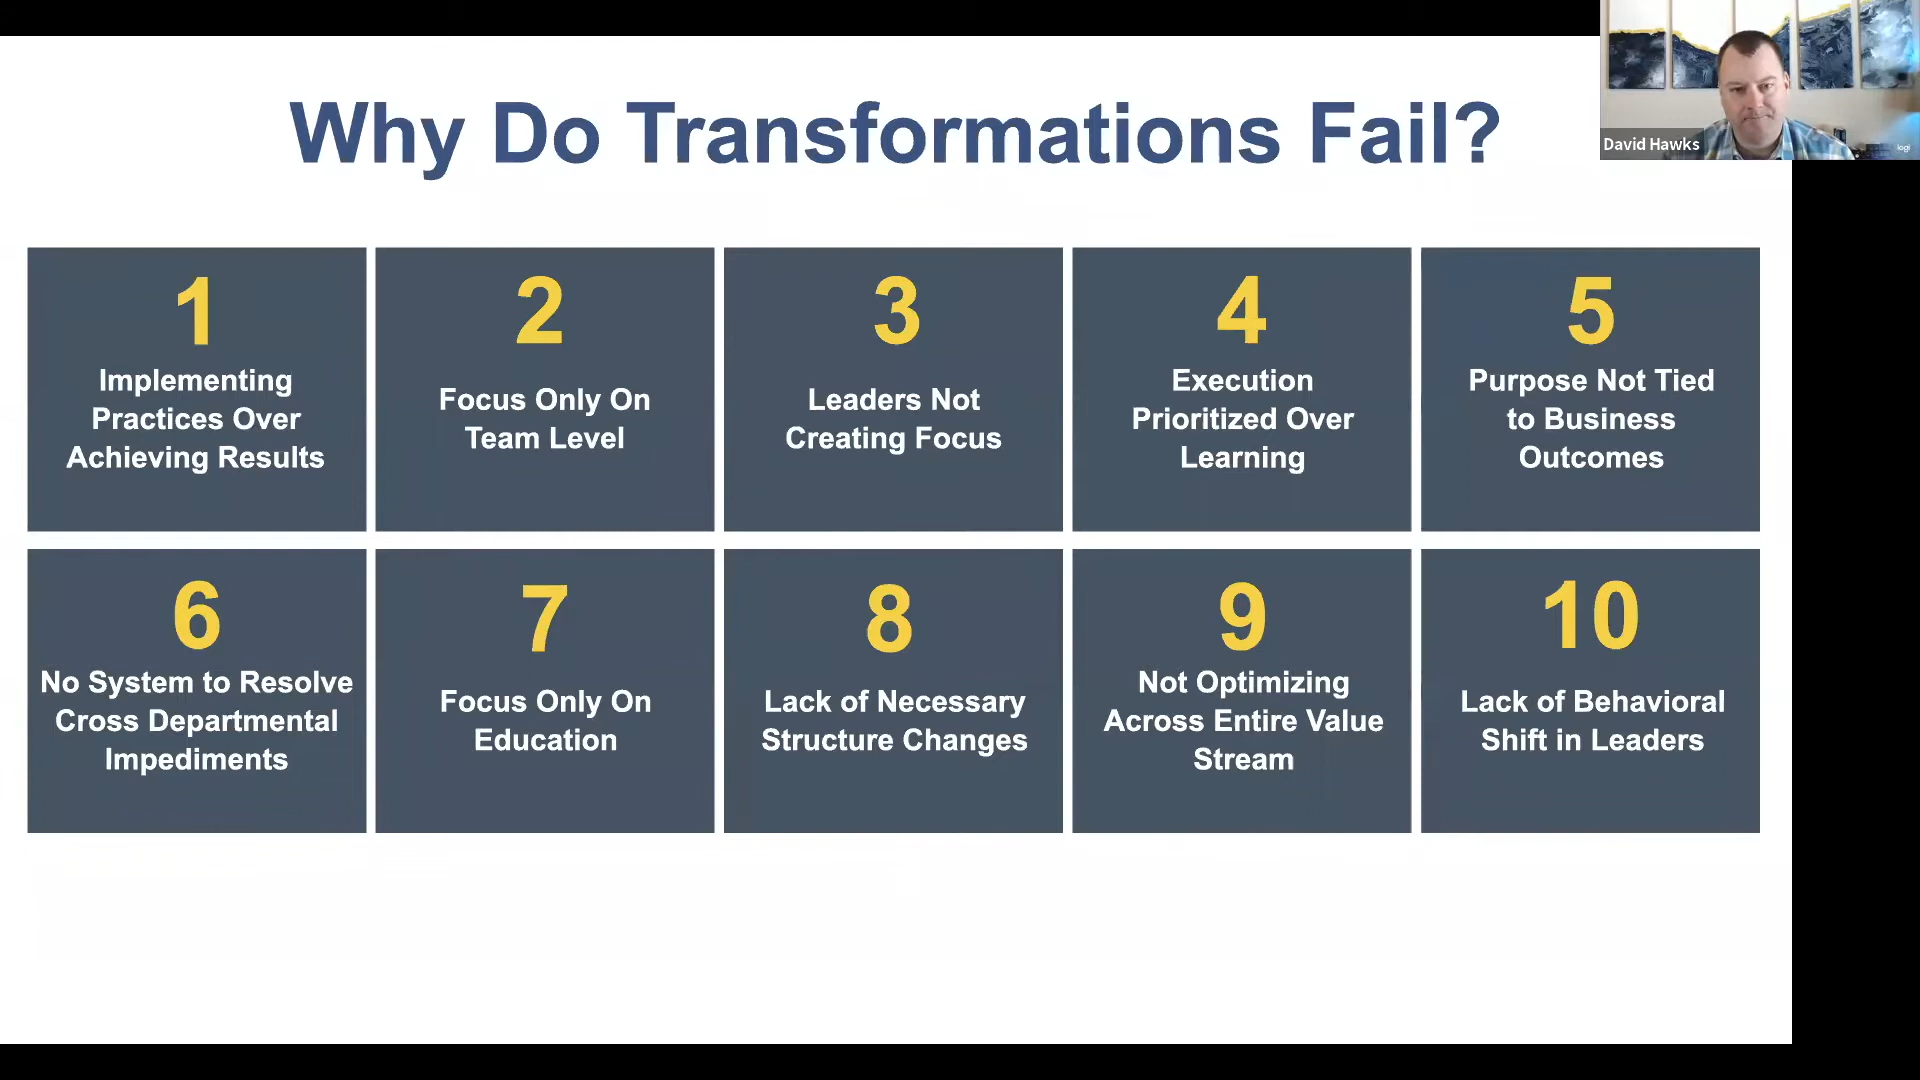 Why Do Transformations Fail?
David Hawks
logi
1
Implementing
Practices Over
Achieving Results
2
Focus Only On
Team Level
3
Leaders Not
Creating Focus
4
Execution
Prioritized Over
Learning
5
Purpose Not Tied
to Business
Outcomes
6
No System to Resolve
Cross Departmental
Impediments
7
Focus Only On
Education
8
Lack of Necessary
Structure Changes
9
Not Optimizing
Across Entire Value
Stream
10
Lack of Behavioral
Shift in Leaders